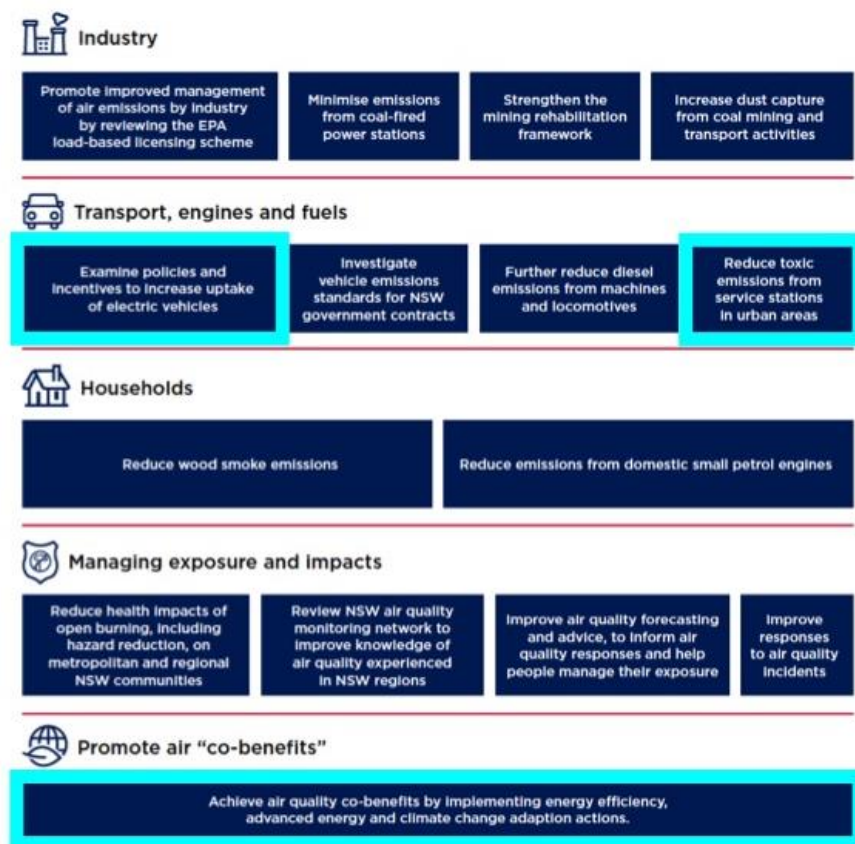 Industry
Promote improved management
of air emissions by industry
by reviewing the EPA
load-based licensing scheme
Minimise emissions
from coal-fired
power stations
Strengthen the
mining rehabilitation
framework
Increase dust capture
from coal mining and
transport activities
Transport, engines and fuels
Examine policies and
incentives to increase uptake
of electric vehicles
Investigate
vehicle emissions
standards for NSW
government contracts
Further reduce diesel
emissions from machines
and locomotives
Reduce toxic
emissions from
service stations
in urban areas
Households
Reduce wood smoke emissions
Reduce emissions from domestic small petrol engines
Managing exposure and impacts
Reduce health impacts of
open burning, including
hazard reduction, on
metropolitan and regional
NSW communities
Review NSW air quality
monitoring network to
improve knowledge of
air quality experienced
in NSW regions
Improve air quality forecasting
and advice, to inform air
quality responses and help
people manage their exposure
Improve
responses
to air quality
incidents
Promote air “co-benefits”
Achieve air quality co-benefits by implementing energy efficiency,
advanced energy and climate change adaption actions.